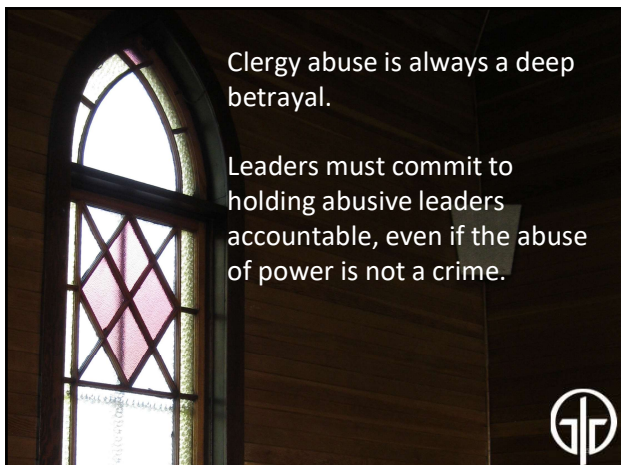 Clergy abuse is always a deep
betrayal.
Leaders must commit to
holding abusive leaders
accountable, even if the abuse
of power is not a crime.